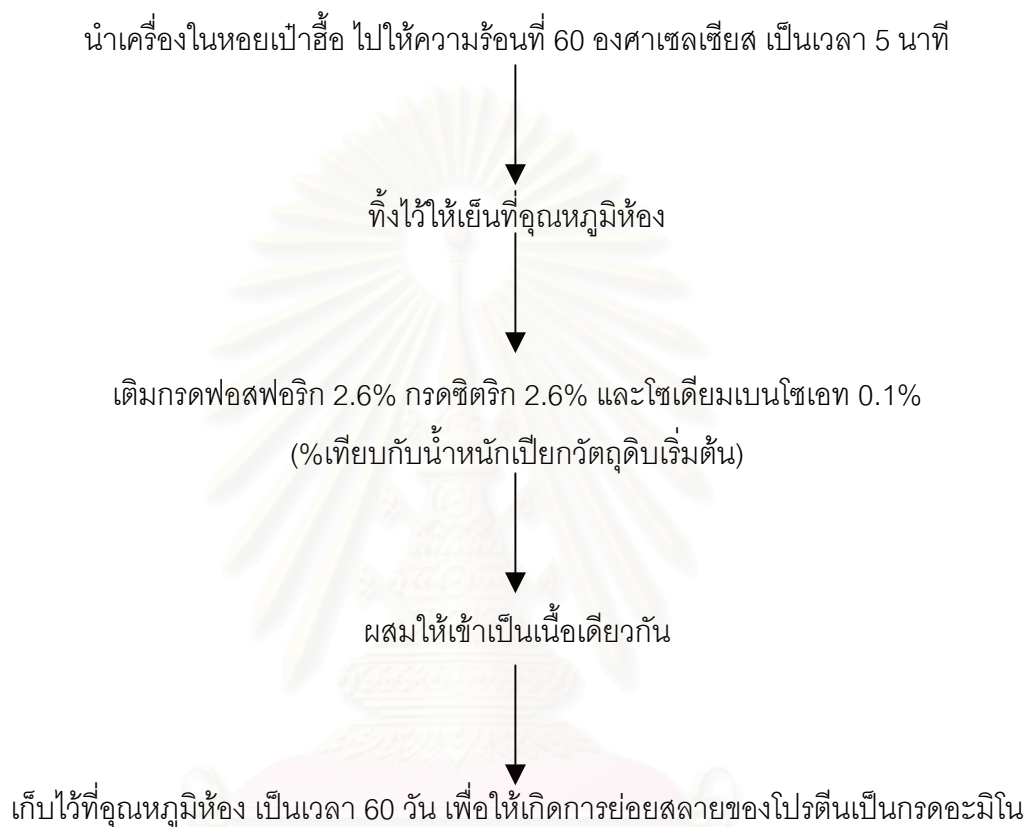 นำเครื่องในหอยเป๋าฮื้อ ไปให้ความร้อนที่ 60 องศาเซลเซียส เป็นเวลา 5 นาที
ทิ้งไว้ให้เย็นที่อุณหภูมิห้อง
เติมกรดฟอสฟอริก 2.6% กรดซิตริก 2.6% และโซเดียมเบนโซเอท 0.1%
(%เทียบกับน้ำหนักเปียกวัตถุดิบเริ่มต้น)
ผสมให้เข้าเป็นเนื้อเดียวกัน
เก็บไว้ที่อุณหภูมิห้อง เป็นเวลา 60 วัน เพื่อให้เกิดการย่อยสลายของโปรตีนเป็นกรดอะมิโน